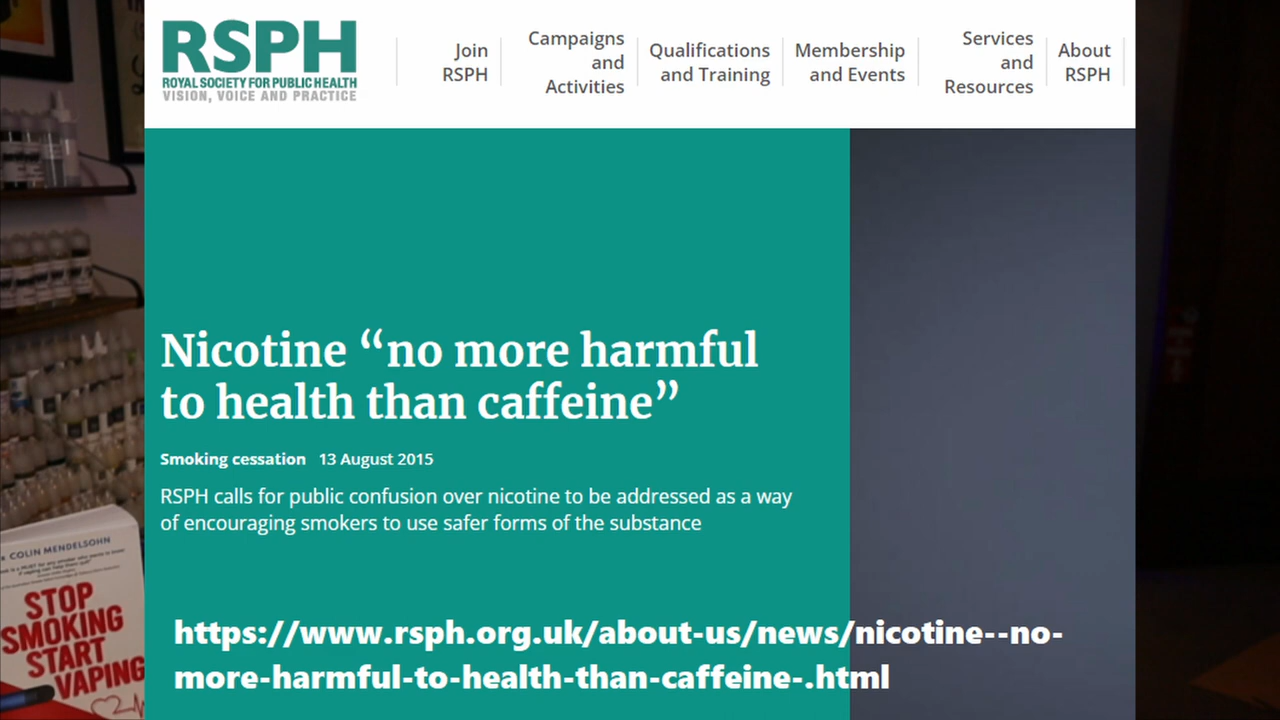 RSPH
ROYAL SOCIETY FOR PUBLIC HEALTH
VISION, VOICE AND PRACTICE
Join
RSPH
Campaigns
and
Activities
Qualifications
and Training
Membership
and Events
Services
and
Resources
About
RSPH
Nicotine “no more harmful
to health than caffeine”
Smoking cessation 13 August 2015
RSPH calls for public confusion over nicotine to be addressed as a way
of encouraging smokers to use safer forms of the substance
https://www.rsph.org.uk/about-us/news/nicotine--no-
more-harmful-to-health-than-caffeine-.html
COLIN MENDELSOHN
STOP
SMOKING
START
VAPING